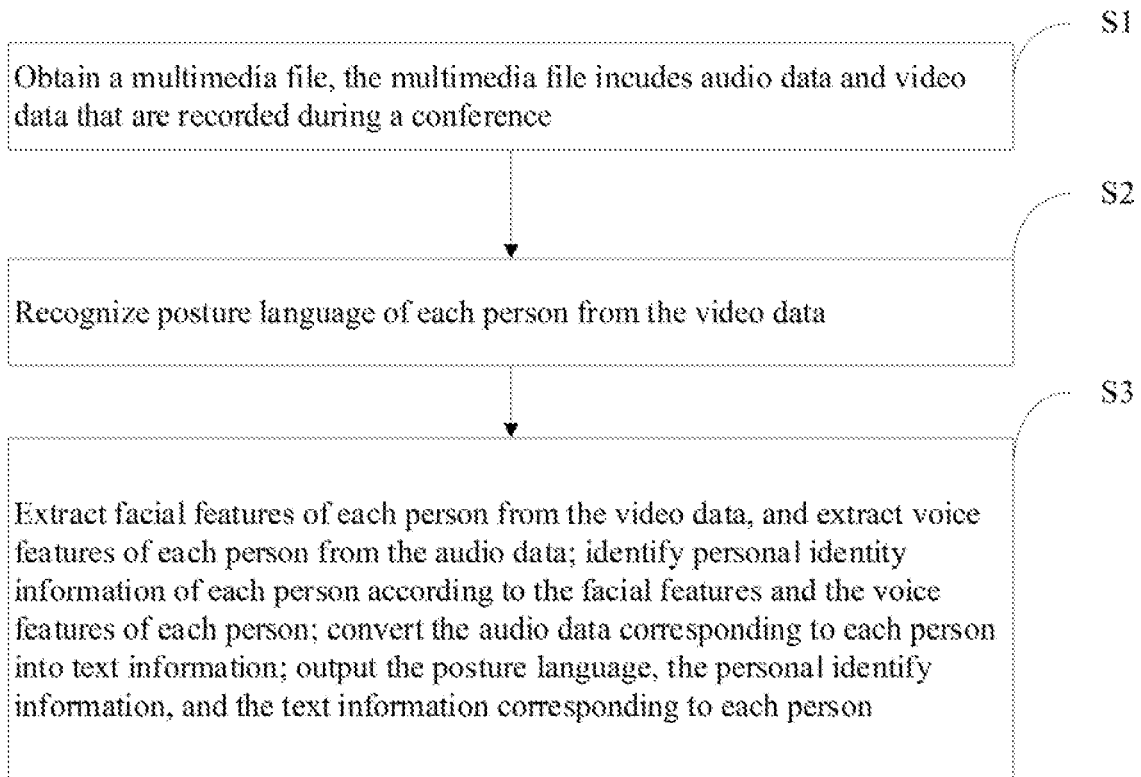 S1
Obtain a multimedia file, the multimedia file incudes audio data and video
data that are recorded during a conference
S2
Recognize posture language of each person from the video data
S3
Extract facial features of each person from the video data, and extract voice
features of each person from the audio data; identify personal identity
information of each person according to the facial features and the voice
features of each person; convert the audio data corresponding to each person
into text information; output the posture language, the personal identify
information, and the text information corresponding to each person